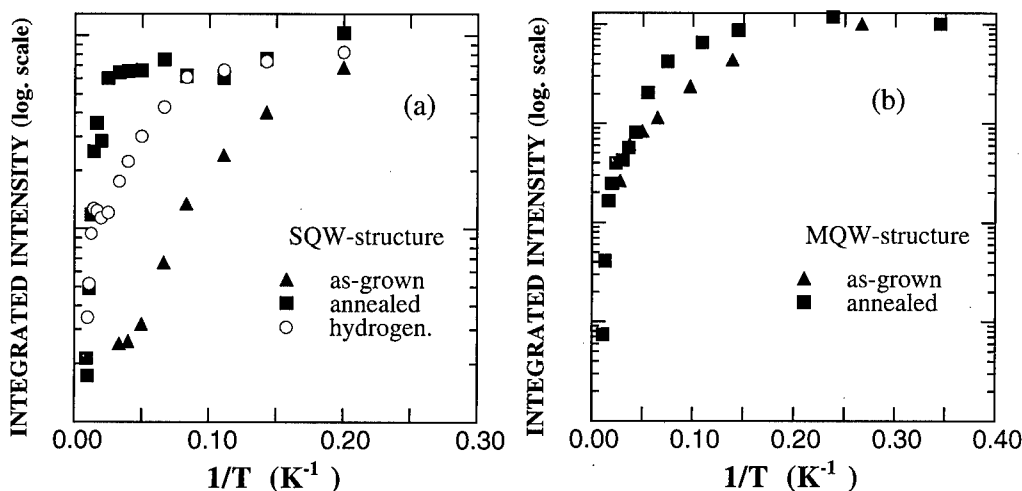 INTEGRATED INTENSITY (log. scale)
(a)
SQW-structure
as-grown
annealed
hydrogen.
0.00 0.10 0.20 0.30
1/T (K⁻¹)
INTEGRATED INTENSITY (log. scale)
(b)
MQW-structure
as-grown
annealed
0.00 0.10 0.20 0.30 0.40
1/T (K⁻¹)